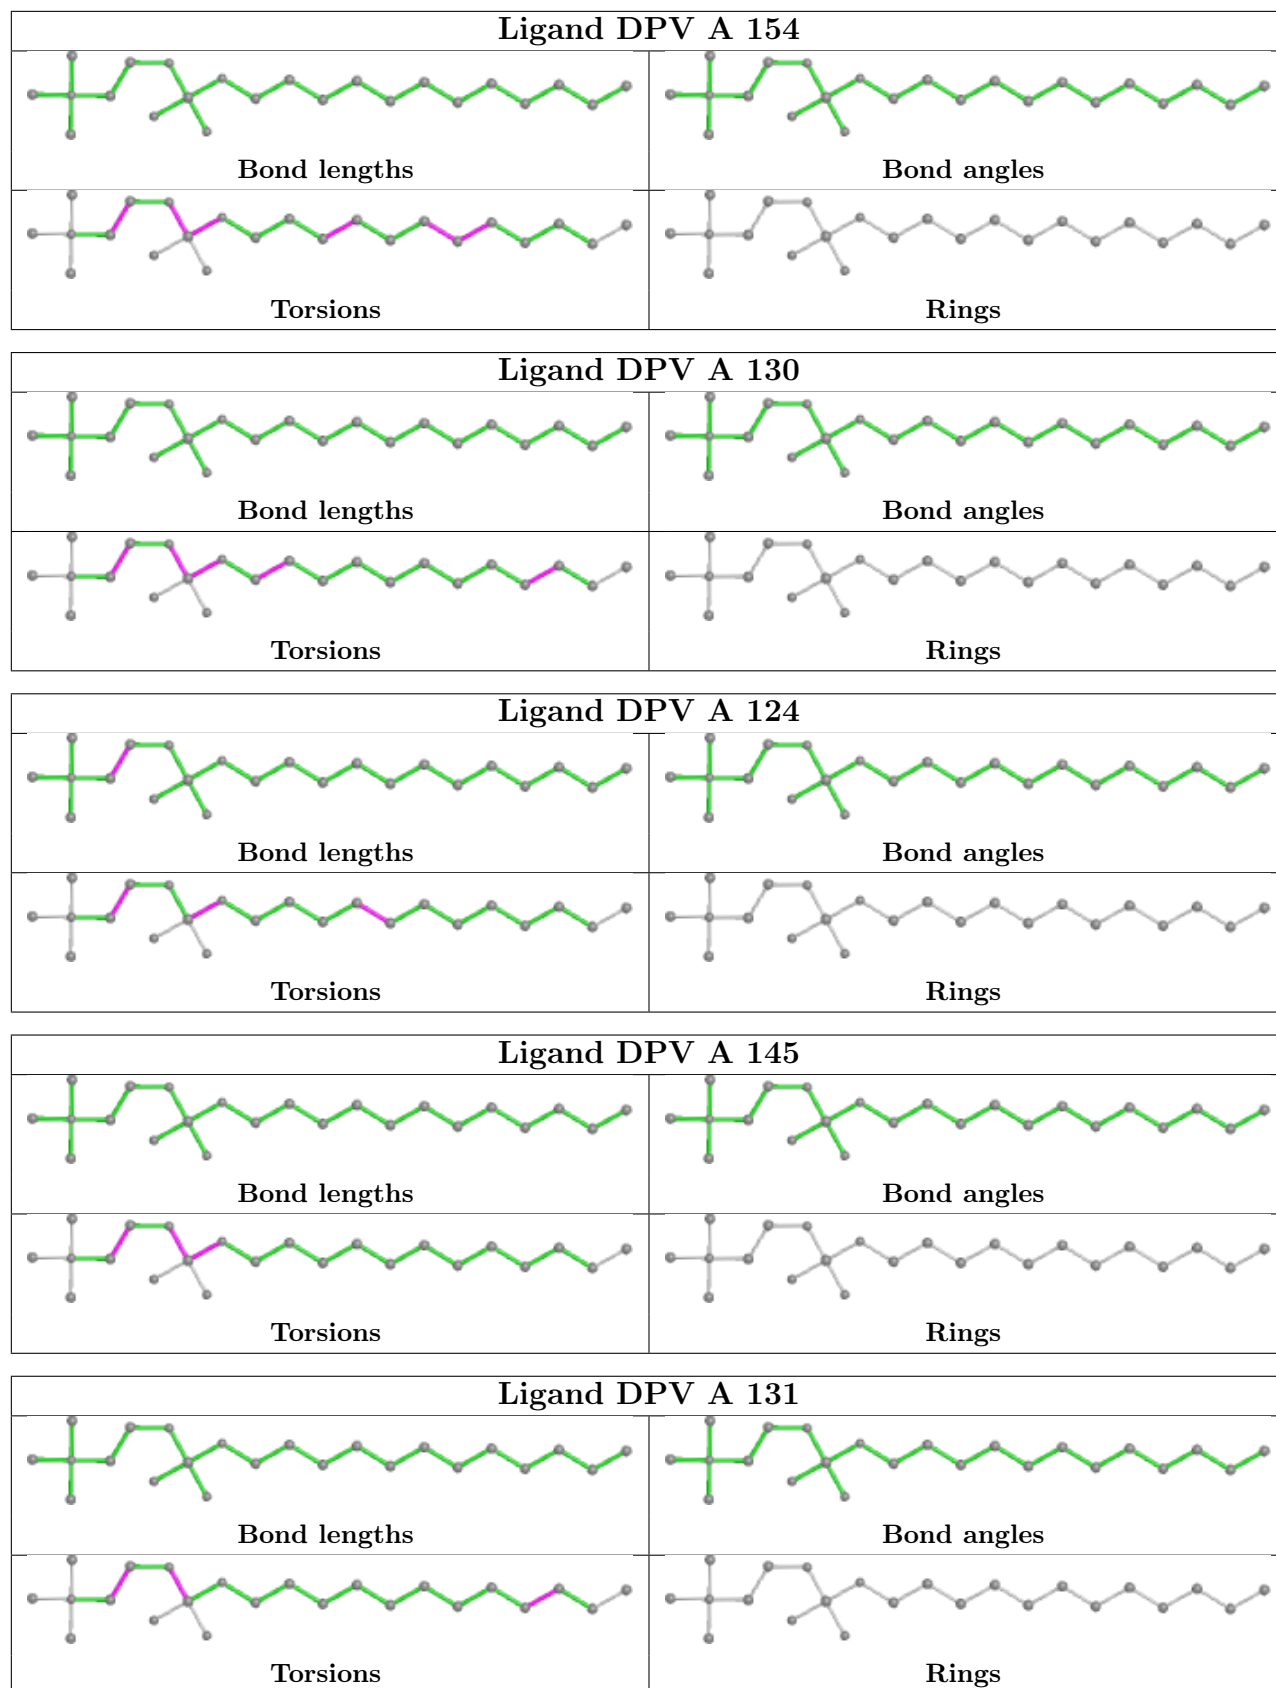 Ligand DPV A 154
Bond lengths
Bond angles
Torsions
Rings
Ligand DPV A 130
Bond lengths
Bond angles
Torsions
Rings
Ligand DPV A 124
Bond lengths
Bond angles
Torsions
Rings
Ligand DPV A 145
Bond lengths
Bond angles
Torsions
Rings
Ligand DPV A 131
Bond lengths
Bond angles
Torsions
Rings